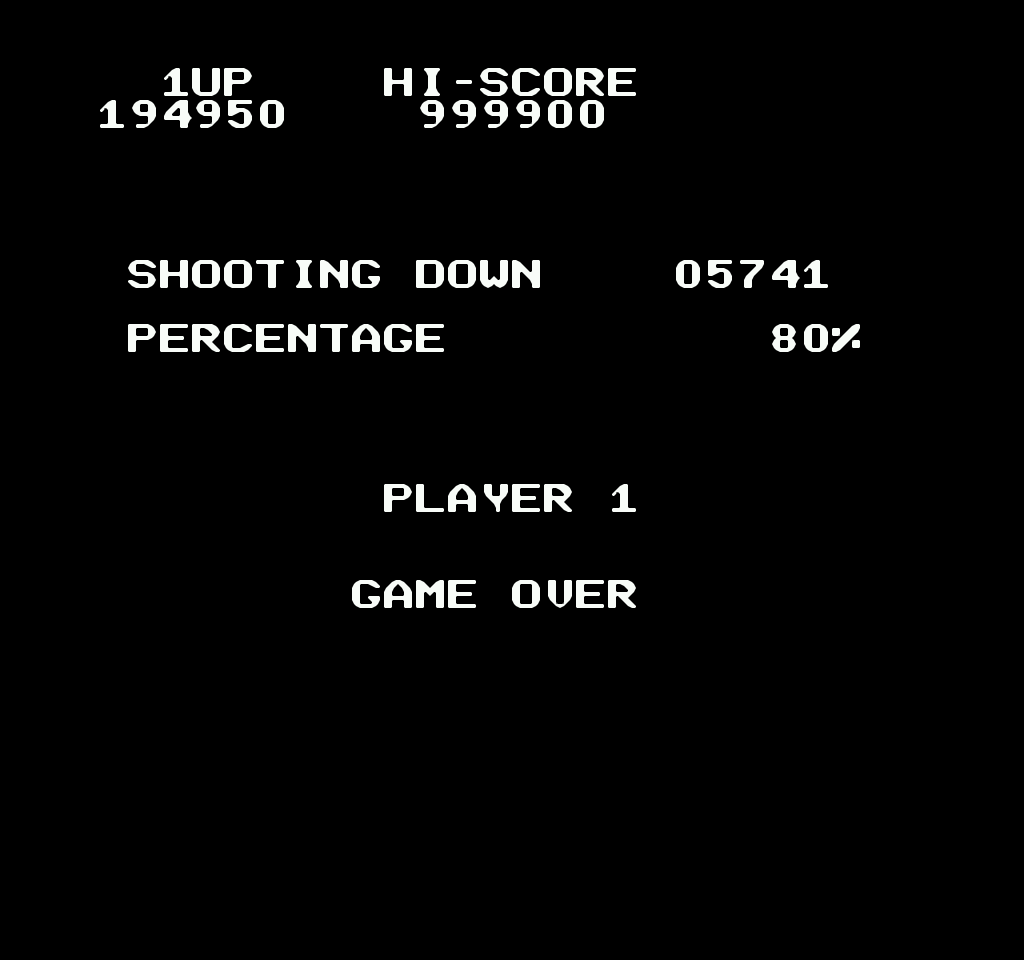 1UP HI-SCORE
194950 999900
SHOOTING DOWN 05741
PERCENTAGE 80%
PLAYER 1
GAME OVER